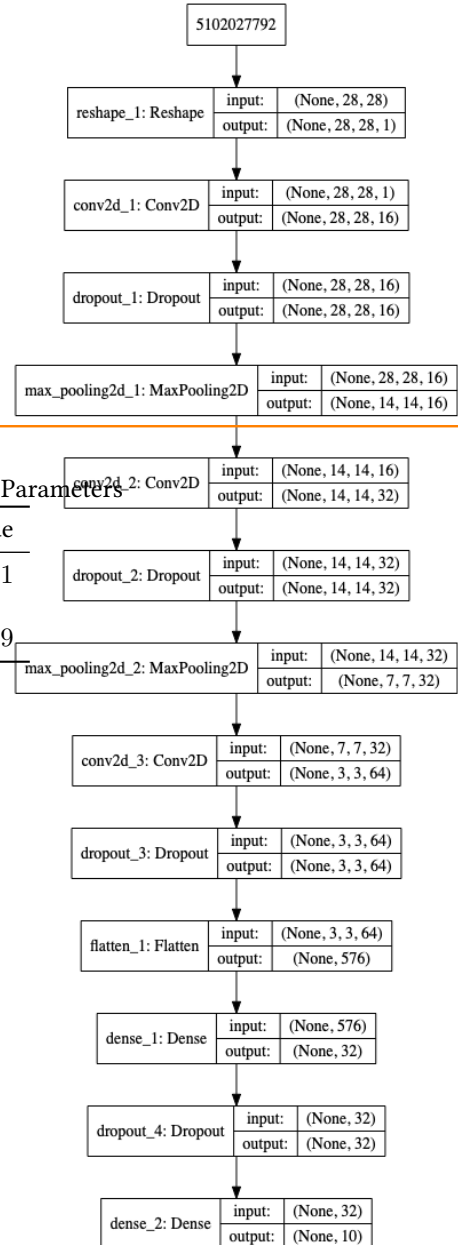 5102027792
reshape_1: Reshape
input: (None, 28, 28)
output: (None, 28, 28, 1)
conv2d_1: Conv2D
input: (None, 28, 28, 1)
output: (None, 28, 28, 16)
dropout_1: Dropout
input: (None, 28, 28, 16)
output: (None, 28, 28, 16)
max_pooling2d_1: MaxPooling2D
input: (None, 28, 28, 16)
output: (None, 14, 14, 16)
conv2d_2: Conv2D
input: (None, 14, 14, 16)
output: (None, 14, 14, 32)
Parameters
1
9
dropout_2: Dropout
input: (None, 14, 14, 32)
output: (None, 14, 14, 32)
max_pooling2d_2: MaxPooling2D
input: (None, 14, 14, 32)
output: (None, 7, 7, 32)
conv2d_3: Conv2D
input: (None, 7, 7, 32)
output: (None, 3, 3, 64)
dropout_3: Dropout
input: (None, 3, 3, 64)
output: (None, 3, 3, 64)
flatten_1: Flatten
input: (None, 3, 3, 64)
output: (None, 576)
dense_1: Dense
input: (None, 576)
output: (None, 32)
dropout_4: Dropout
input: (None, 32)
output: (None, 32)
dense_2: Dense
input: (None, 32)
output: (None, 10)